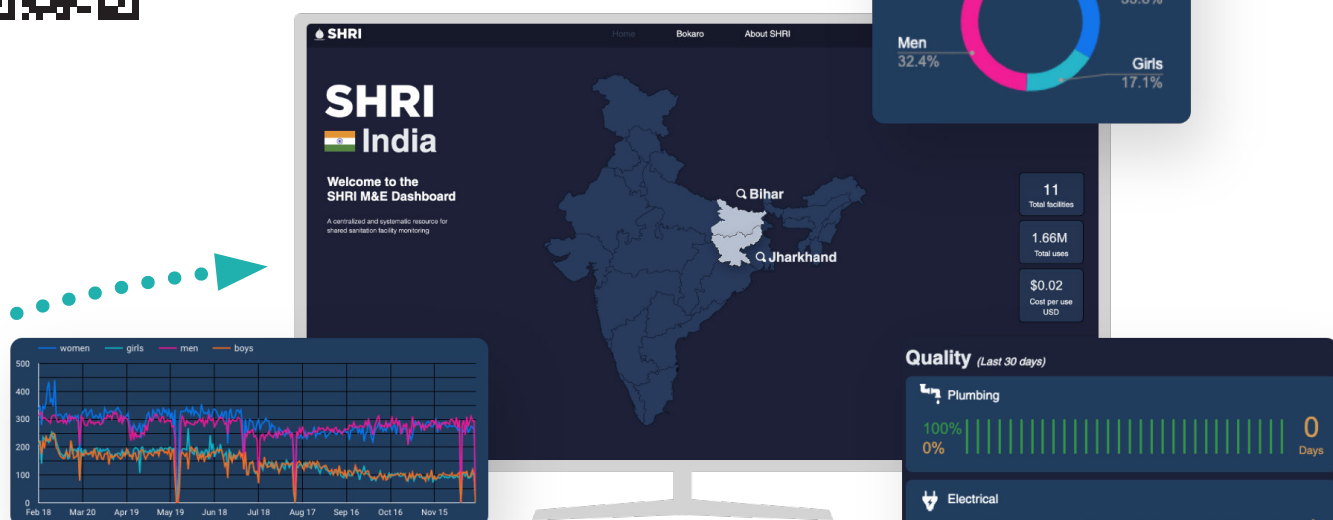 SHRI
Home
Bokaro
About SHRI
SHRI
India
Welcome to the
SHRI M&E Dashboard
A centralized and systematic resource for
shared sanitation facility monitoring
Bihar
Jharkhand
11
Total facilities
1.66M
Total uses
$0.02
Cost per use
USD
Men
32.4%
Girls
17.1%
women
girls
men
boys
500
400
300
200
100
0
Feb 18 Mar 20 Apr 19 May 19 Jun 18 Jul 18 Aug 17 Sep 16 Oct 16 Nov 15
Quality (Last 30 days)
Plumbing
100%
0%
0
Days
Electrical